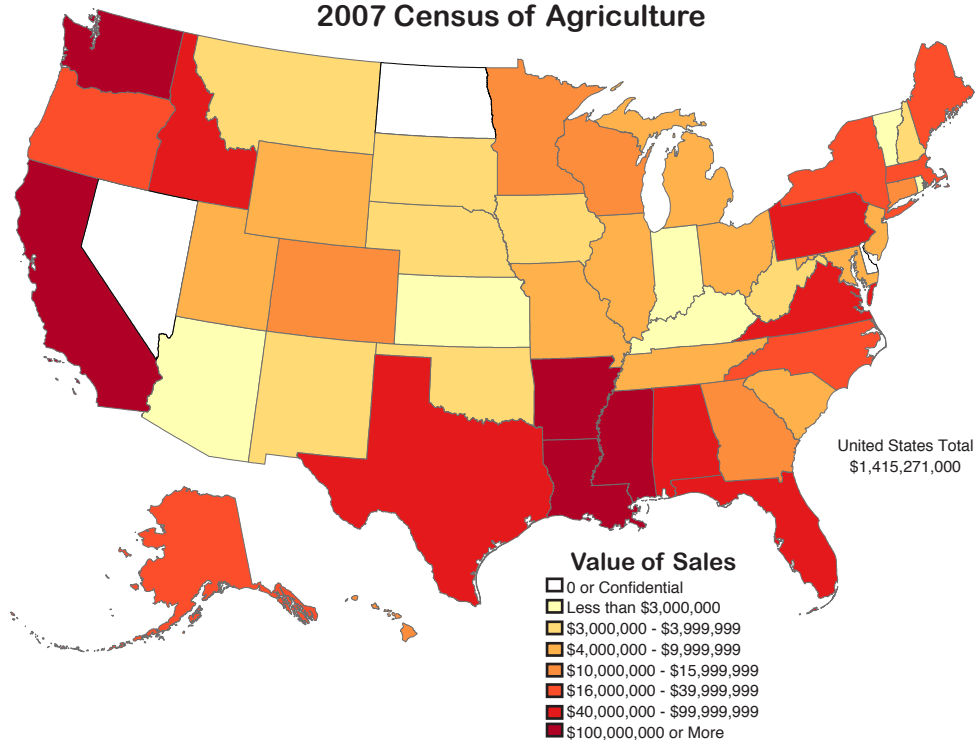 2007 Census of Agriculture
United States Total
$1,415,271,000
Value of Sales
0 or Confidential
Less than $3,000,000
$3,000,000 - $3,999,999
$4,000,000 - $9,999,999
$10,000,000 - $15,999,999
$16,000,000 - $39,999,999
$40,000,000 - $99,999,999
$100,000,000 or More